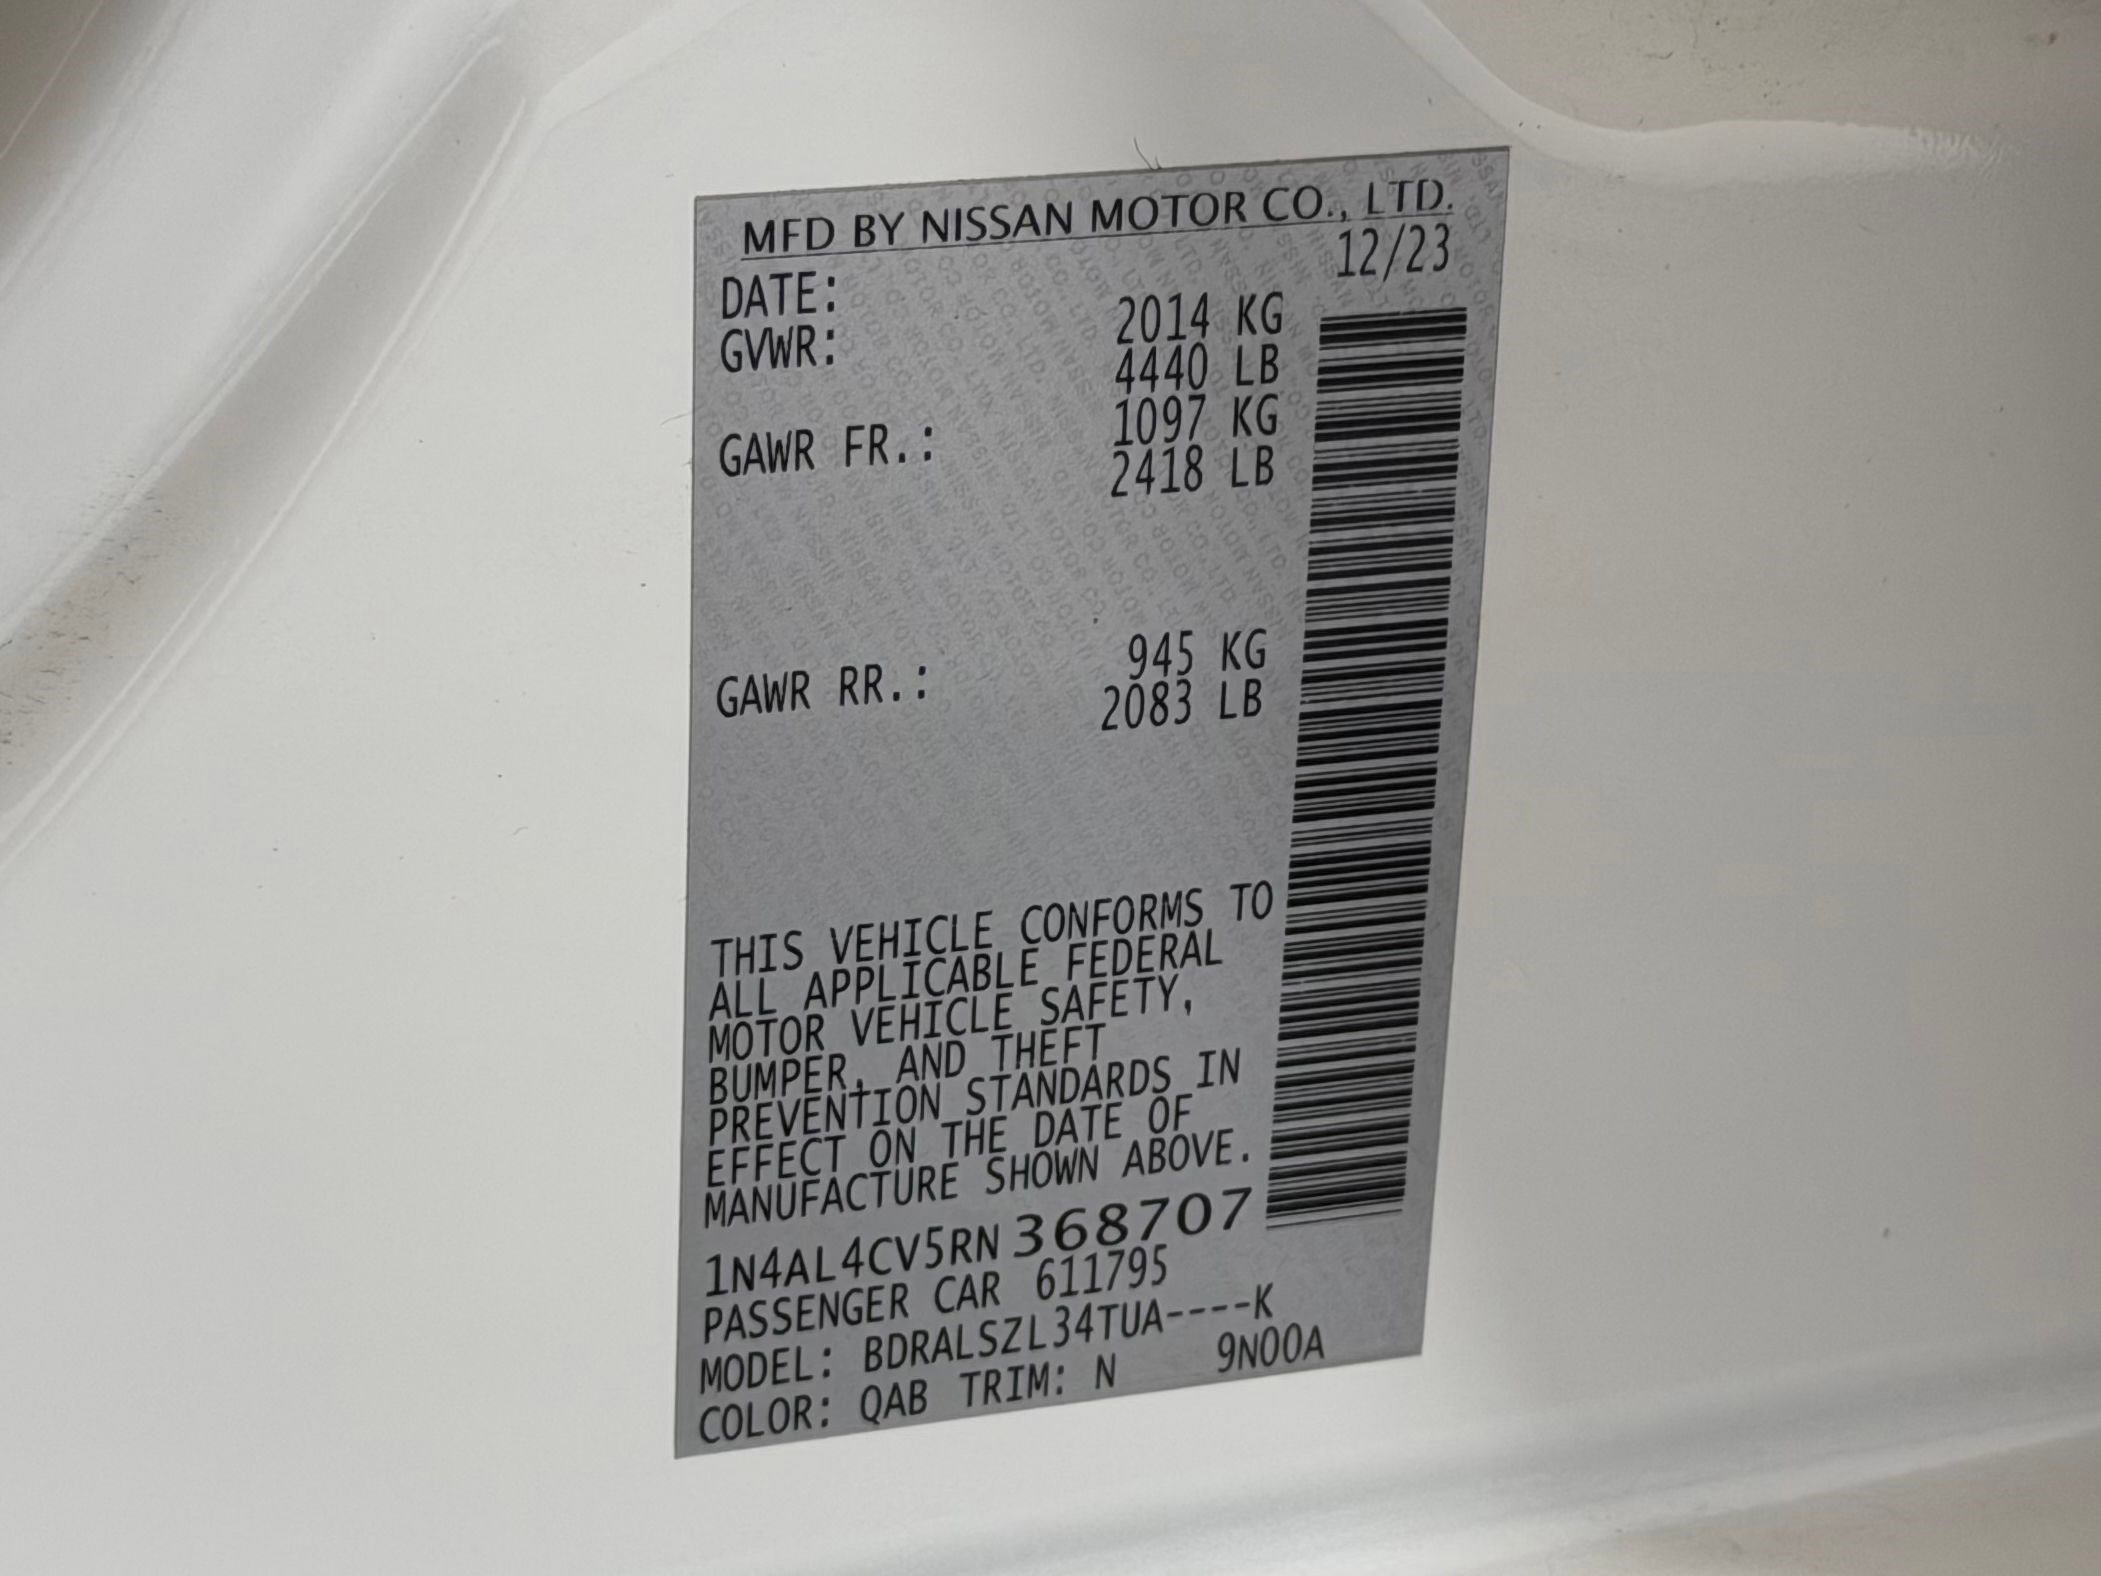 MFD BY NISSAN MOTOR CO., LTD.
DATE: 12/23
GVWR: 2014 KG
4440 LB
GAWR FR.: 1097 KG
2418 LB
GAWR RR.: 945 KG
2083 LB
THIS VEHICLE CONFORMS TO
ALL APPLICABLE FEDERAL
MOTOR VEHICLE SAFETY,
BUMPER, AND THEFT
PREVENTION STANDARDS IN
EFFECT ON THE DATE OF
MANUFACTURE SHOWN ABOVE.
1N4AL4CV5RN368707
PASSENGER CAR 611795
MODEL: BDRALSZL34TUA----K
COLOR: QAB TRIM: N 9N00A